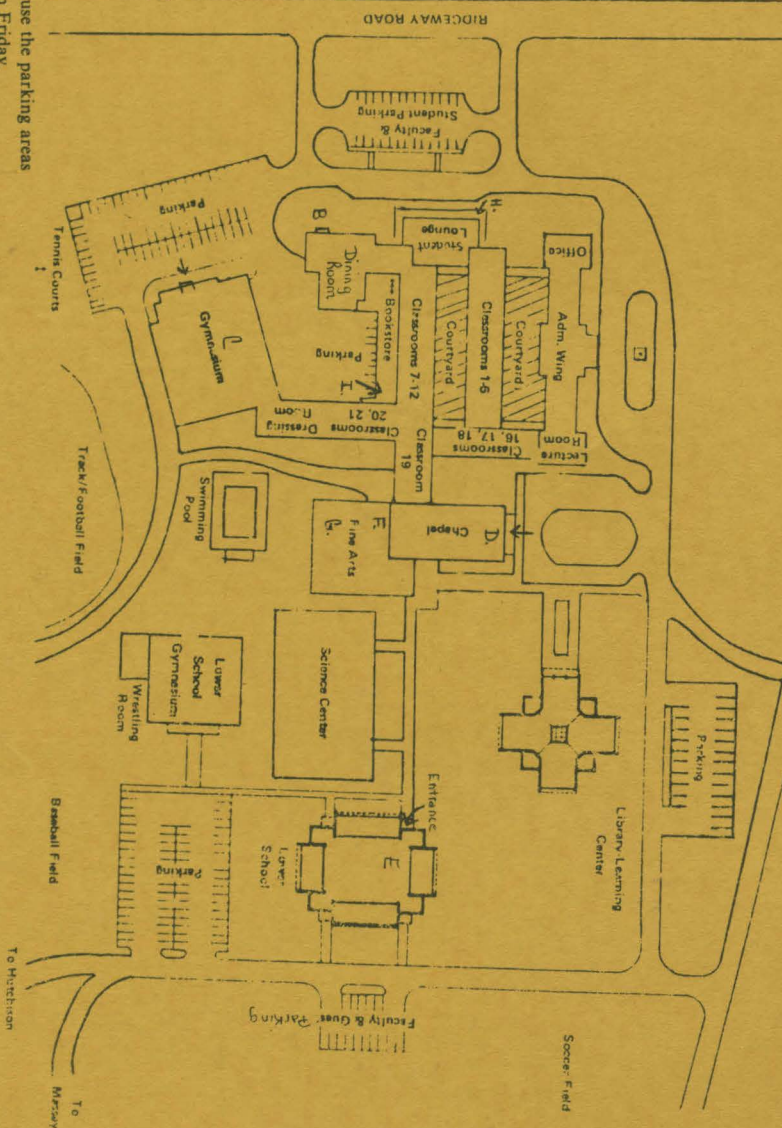 use the parking areas
Friday
RIDGEWAY ROAD
Faculty &
Student Parking
Parking
Tennis Courts
B
Dining
Room
Bookstore
Parking
I.
H.
Student
Lounge
Classrooms 7-12
Courtyard
Classrooms 1-6
Courtyard
Office
Adm. Wing
Lecture
Room
Classrooms
16, 17, 18
Classroom
19
Classrooms
20, 21
Dressing
Room
C
Gymnasium
Track/Football Field
Swimming
Pool
F.
G.
Fine Arts
D.
Chapel
Science Center
Lower
School
Gymnasium
Wrestling
Room
Parking
Library-Learning
Center
Entrance
E
Lower
School
Baseball Field
Parking
Faculty & Guest Parking
Soccer Field
To Hutchison
To